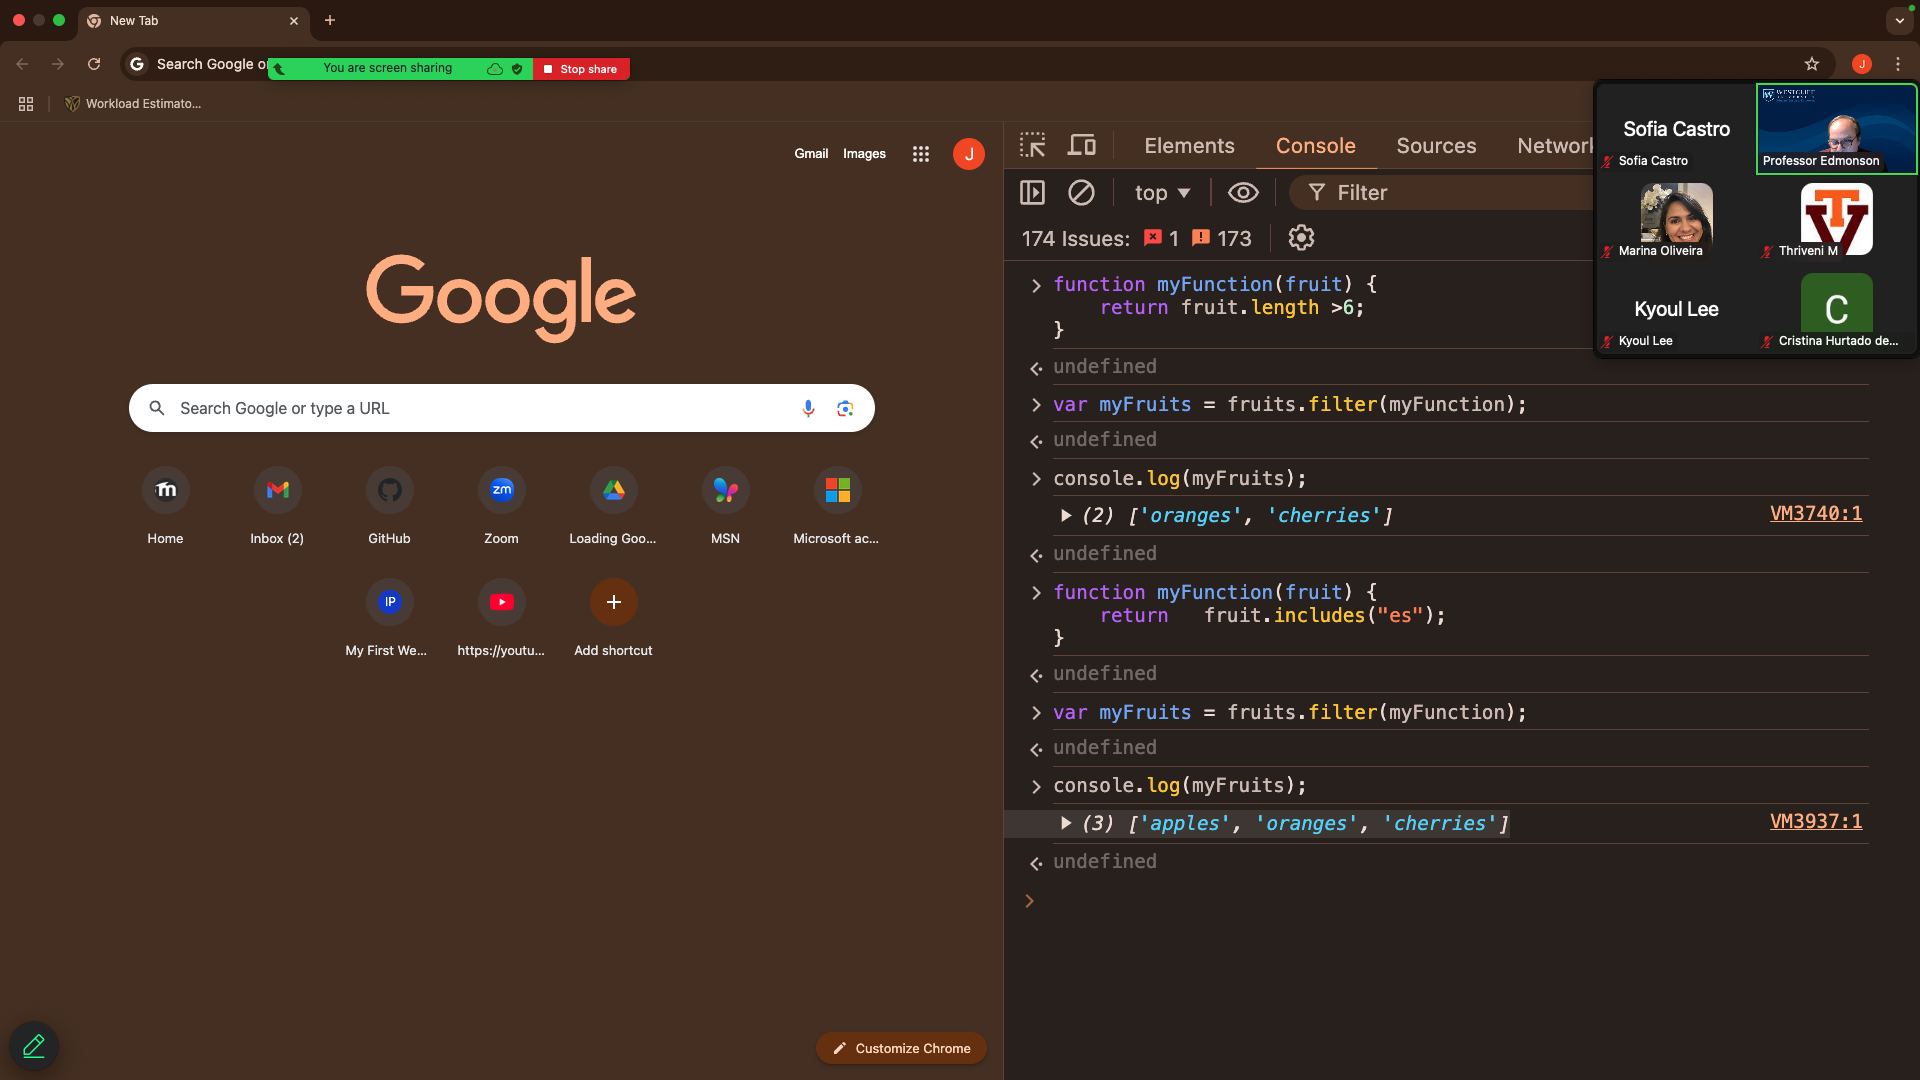 New Tab
Search Google o
You are screen sharing
Stop share
J
Workload Estimato...
Gmail
Images
J
Google
Search Google or type a URL
Home
Inbox (2)
GitHub
zm
Zoom
Loading Goo...
MSN
Microsoft ac...
IP
My First We...
https://youtu...
Add shortcut
Customize Chrome
Elements
Console
Sources
Network
top
Filter
174 Issues: 1 173
function myFunction(fruit) {
return fruit.length >6;
}
undefined
var myFruits = fruits.filter(myFunction);
undefined
console.log(myFruits);
(2) ['oranges', 'cherries']
VM3740:1
undefined
function myFunction(fruit) {
return   fruit.includes("es");
}
undefined
var myFruits = fruits.filter(myFunction);
undefined
console.log(myFruits);
(3) ['apples', 'oranges', 'cherries']
VM3937:1
undefined
Sofia Castro
Sofia Castro
WESTCLIFF
Professor Edmonson
Marina Oliveira
Thriveni M
Kyoul Lee
Kyoul Lee
C
Cristina Hurtado de...